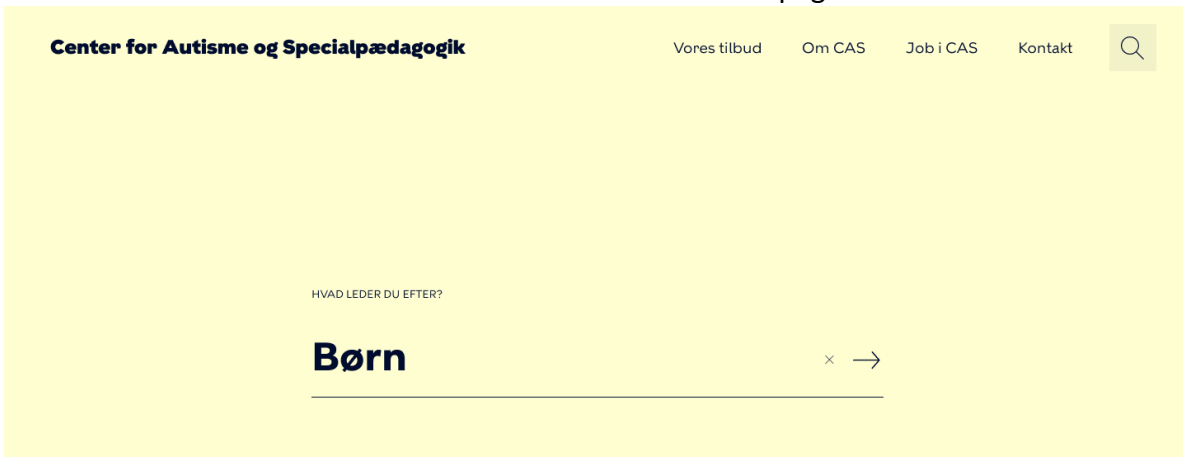 Center for Autisme og Specialpædagogik
Vores tilbud Om CAS Job i CAS Kontakt
HVAD LEDER DU EFTER?
Børn